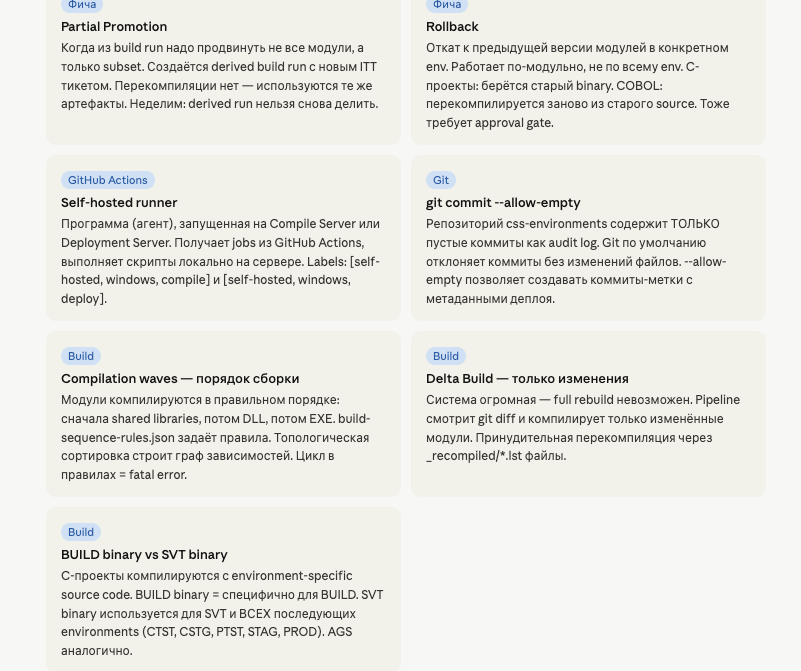 Фича
Partial Promotion
Когда из build run надо продвинуть не все модули, а
только subset. Создаётся derived build run с новым ITT
тикетом. Перекомпиляции нет — используются те же
артефакты. Неделим: derived run нельзя снова делить.
Фича
Rollback
Откат к предыдущей версии модулей в конкретном
env. Работает по-модульно, не по всему env. C-
проекты: берётся старый binary. COBOL:
перекомпилируется заново из старого source. Тоже
требует approval gate.
GitHub Actions
Self-hosted runner
Программа (агент), запущенная на Compile Server или
Deployment Server. Получает jobs из GitHub Actions,
выполняет скрипты локально на сервере. Labels: [self-
hosted, windows, compile] и [self-hosted, windows,
deploy].
Git
git commit --allow-empty
Репозиторий css-environments содержит ТОЛЬКО
пустые коммиты как audit log. Git по умолчанию
отклоняет коммиты без изменений файлов. --allow-
empty позволяет создавать коммиты-метки с
метаданными деплоя.
Build
Compilation waves — порядок сборки
Модули компилируются в правильном порядке:
сначала shared libraries, потом DLL, потом EXE. build-
sequence-rules.json задаёт правила. Топологическая
сортировка строит граф зависимостей. Цикл в
правилах = fatal error.
Build
Delta Build — только изменения
Система огромная — full rebuild невозможен. Pipeline
смотрит git diff и компилирует только изменённые
модули. Принудительная перекомпиляция через
_recompiled/*.lst файлы.
Build
BUILD binary vs SVT binary
C-проекты компилируются с environment-specific
source code. BUILD binary = специфично для BUILD. SVT
binary используется для SVT и ВСЕХ последующих
environments (CTST, CSTG, PTST, STAG, PROD). AGS
аналогично.